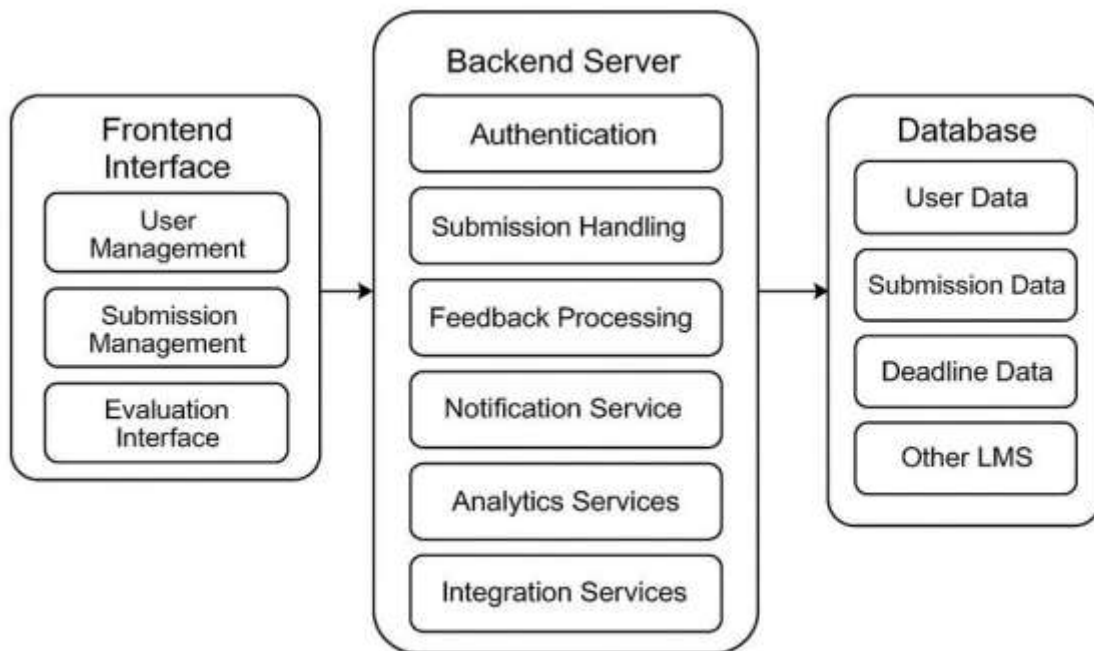 Frontend
Interface
User
Management
Submission
Management
Evaluation
Interface
Backend Server
Authentication
Submission Handling
Feedback Processing
Notification Service
Analytics Services
Integration Services
Database
User Data
Submission Data
Deadline Data
Other LMS